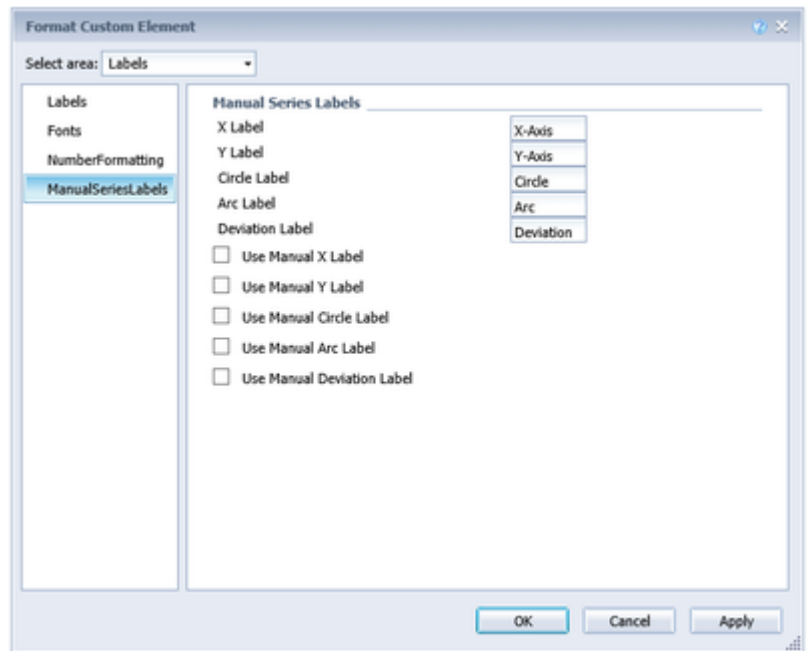 Format Custom Element
Select area: Labels
Labels
Fonts
NumberFormatting
ManualSeriesLabels
Manual Series Labels
X Label X-Axis
Y Label Y-Axis
Circle Label Circle
Arc Label Arc
Deviation Label Deviation
Use Manual X Label
Use Manual Y Label
Use Manual Circle Label
Use Manual Arc Label
Use Manual Deviation Label
OK Cancel Apply